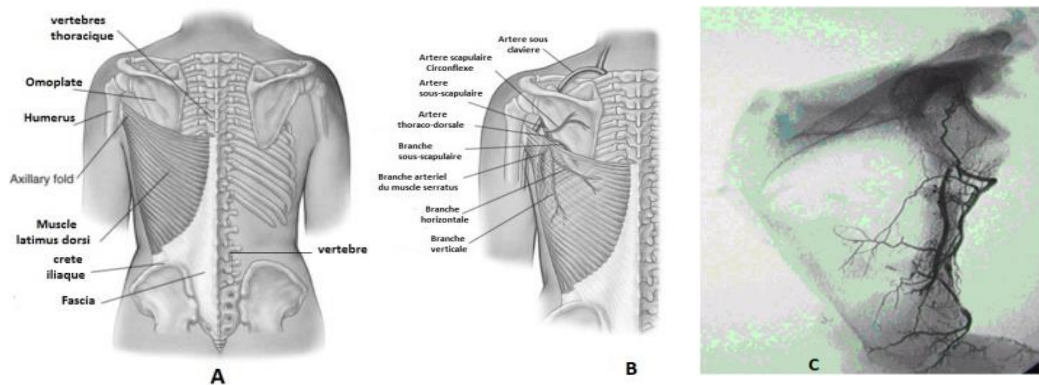 vertebres
thoracique
Omoplate
Humerus
Axillary fold
Muscle
latimus dorsi
crete
iliaque
Fascia
vertebre
A
Artere sous
claviere
Artere scapulaire
Circonflexe
Artere
sous-scapulaire
Artere
thoraco-dorsale
Branche
sous-scapulaire
Branche arteriel
du muscle serratus
Branche
horizontale
Branche
verticale
B
C